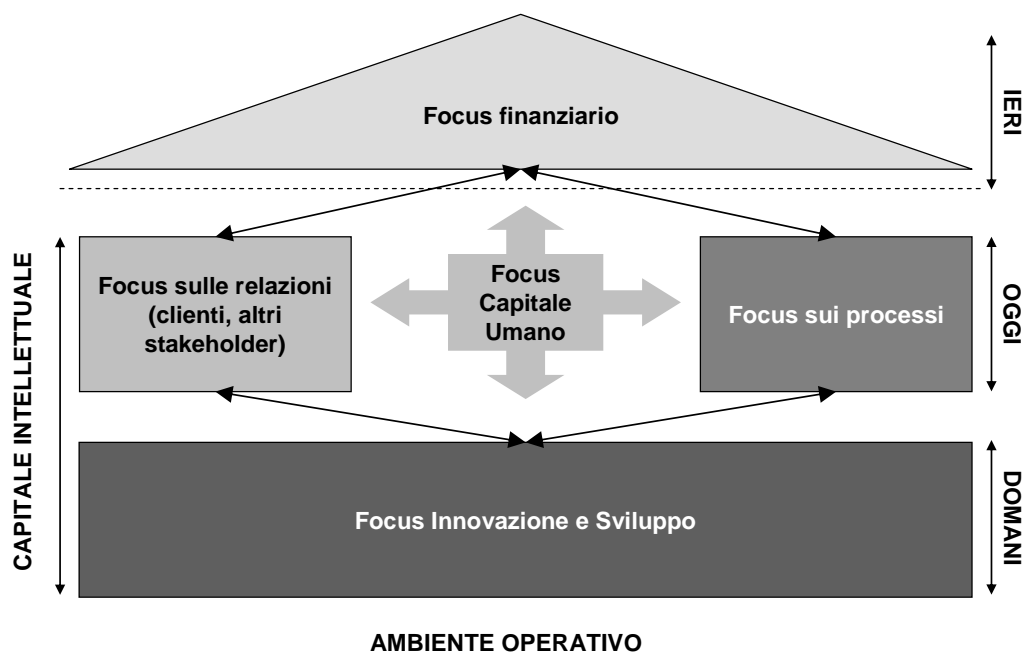 Focus finanziario
IERI
CAPITALE INTELLETTUALE
Focus sulle relazioni
(clienti, altri
stakeholder)
Focus
Capitale
Umano
Focus sui processi
OGGI
Focus Innovazione e Sviluppo
DOMANI
AMBIENTE OPERATIVO